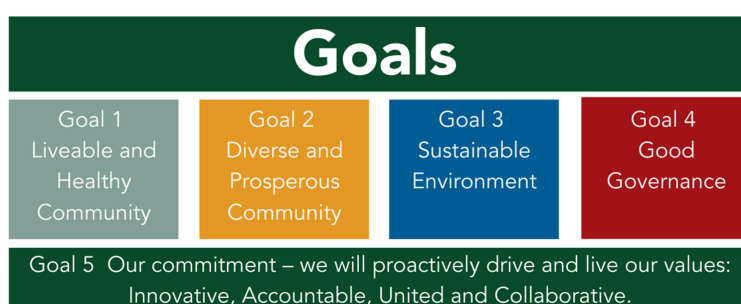 Goals
Goal 1
Liveable and
Healthy
Community
Goal 2
Diverse and
Prosperous
Community
Goal 3
Sustainable
Environment
Goal 4
Good
Governance
Goal 5 Our commitment – we will proactively drive and live our values:
Innovative, Accountable, United and Collaborative.